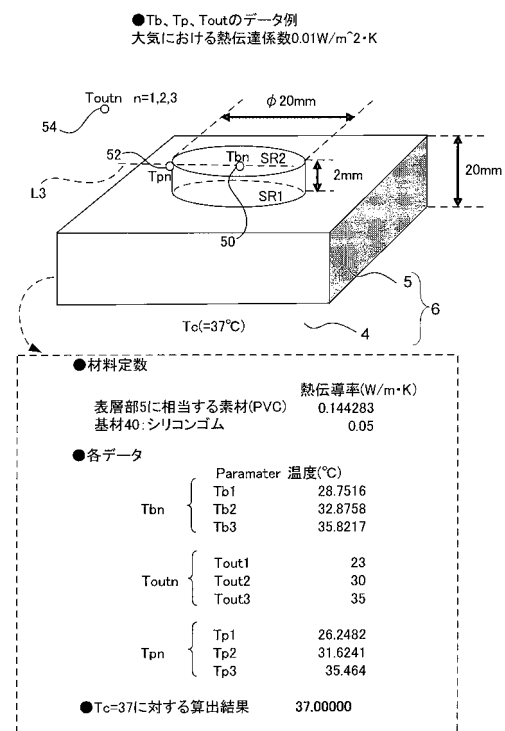 ●Tb、Tp、Toutのデータ例
大気における熱伝達係数0.01W/m^2・K
Toutn n=1,2,3
φ20mm
54
52
Tbn
SR2
Tpn
2mm
20mm
L3
SR1
50
5
6
Tc(=37℃)
4
●材料定数
熱伝導率(W/m・K)
表層部5に相当する素材(PVC) 0.144283
基材40:シリコンゴム 0.05
●各データ
Paramater 温度(℃)
Tb1 28.7516
Tbn Tb2 32.8758
Tb3 35.8217
Tout1 23
Toutn Tout2 30
Tout3 35
Tp1 26.2482
Tpn Tp2 31.6241
Tp3 35.464
●Tc=37に対する算出結果 37.00000